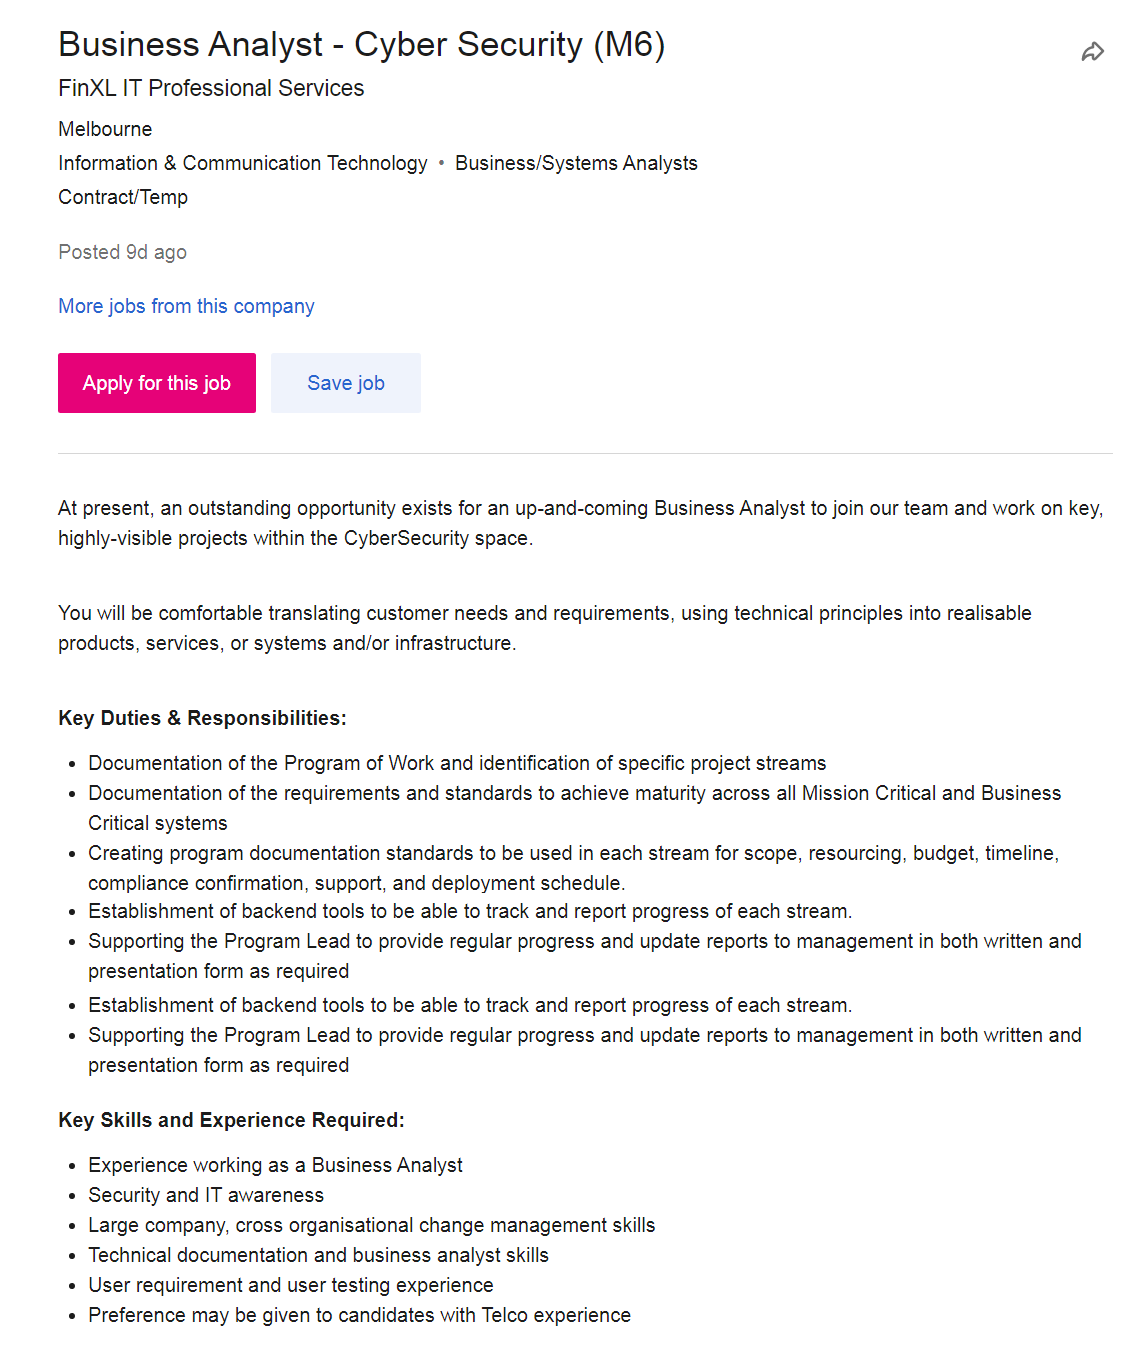 Business Analyst - Cyber Security (M6)
FinXL IT Professional Services
Melbourne
Information & Communication Technology • Business/Systems Analysts
Contract/Temp
Posted 9d ago
More jobs from this company
Apply for this job
Save job
At present, an outstanding opportunity exists for an up-and-coming Business Analyst to join our team and work on key,
highly-visible projects within the CyberSecurity space.
You will be comfortable translating customer needs and requirements, using technical principles into realisable
products, services, or systems and/or infrastructure.
Key Duties & Responsibilities:
• Documentation of the Program of Work and identification of specific project streams
• Documentation of the requirements and standards to achieve maturity across all Mission Critical and Business
Critical systems
• Creating program documentation standards to be used in each stream for scope, resourcing, budget, timeline,
compliance confirmation, support, and deployment schedule.
• Establishment of backend tools to be able to track and report progress of each stream.
• Supporting the Program Lead to provide regular progress and update reports to management in both written and
presentation form as required
• Establishment of backend tools to be able to track and report progress of each stream.
• Supporting the Program Lead to provide regular progress and update reports to management in both written and
presentation form as required
Key Skills and Experience Required:
• Experience working as a Business Analyst
• Security and IT awareness
• Large company, cross organisational change management skills
• Technical documentation and business analyst skills
• User requirement and user testing experience
• Preference may be given to candidates with Telco experience